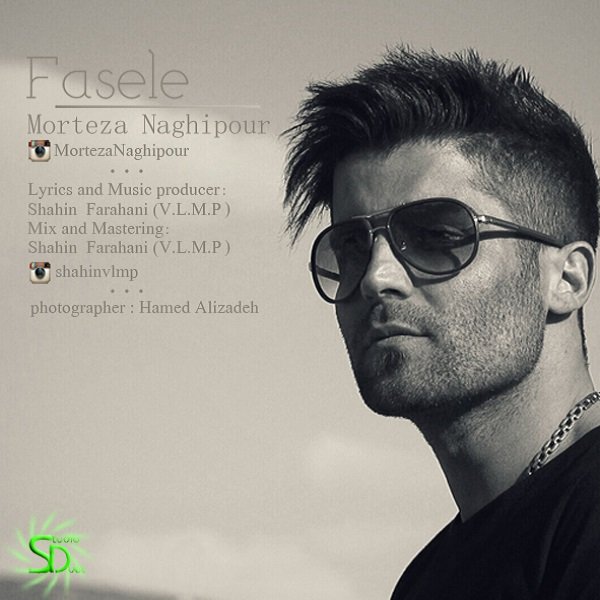 Fasele
Morteza Naghipour
MortezaNaghipour
• • •
Lyrics and Music producer:
Shahin Farahani (V.L.M.P )
Mix and Mastering:
Shahin Farahani (V.L.M.P )
shahinvlmp
• • •
photographer : Hamed Alizadeh
Studio